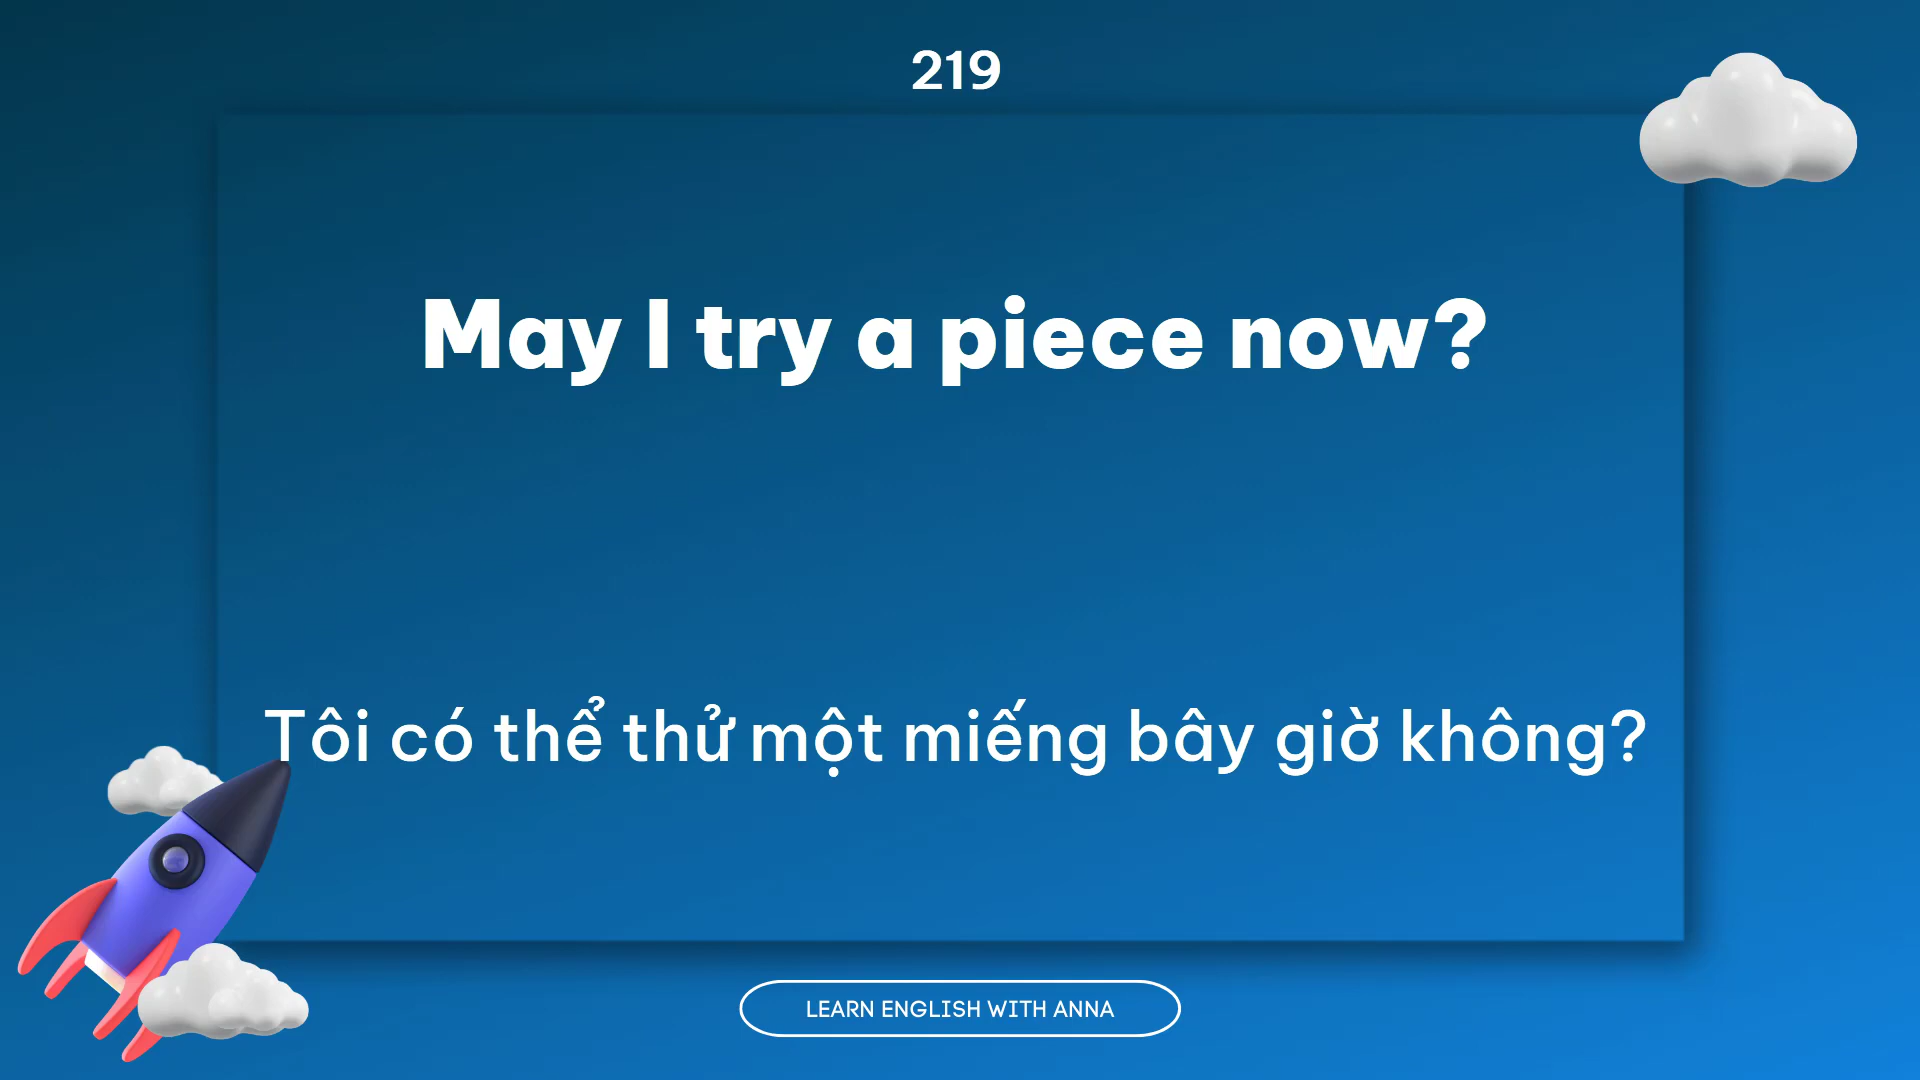 219
May I try a piece now?
Tôi có thể thử một miếng bây giờ không?
LEARN ENGLISH WITH ANNA